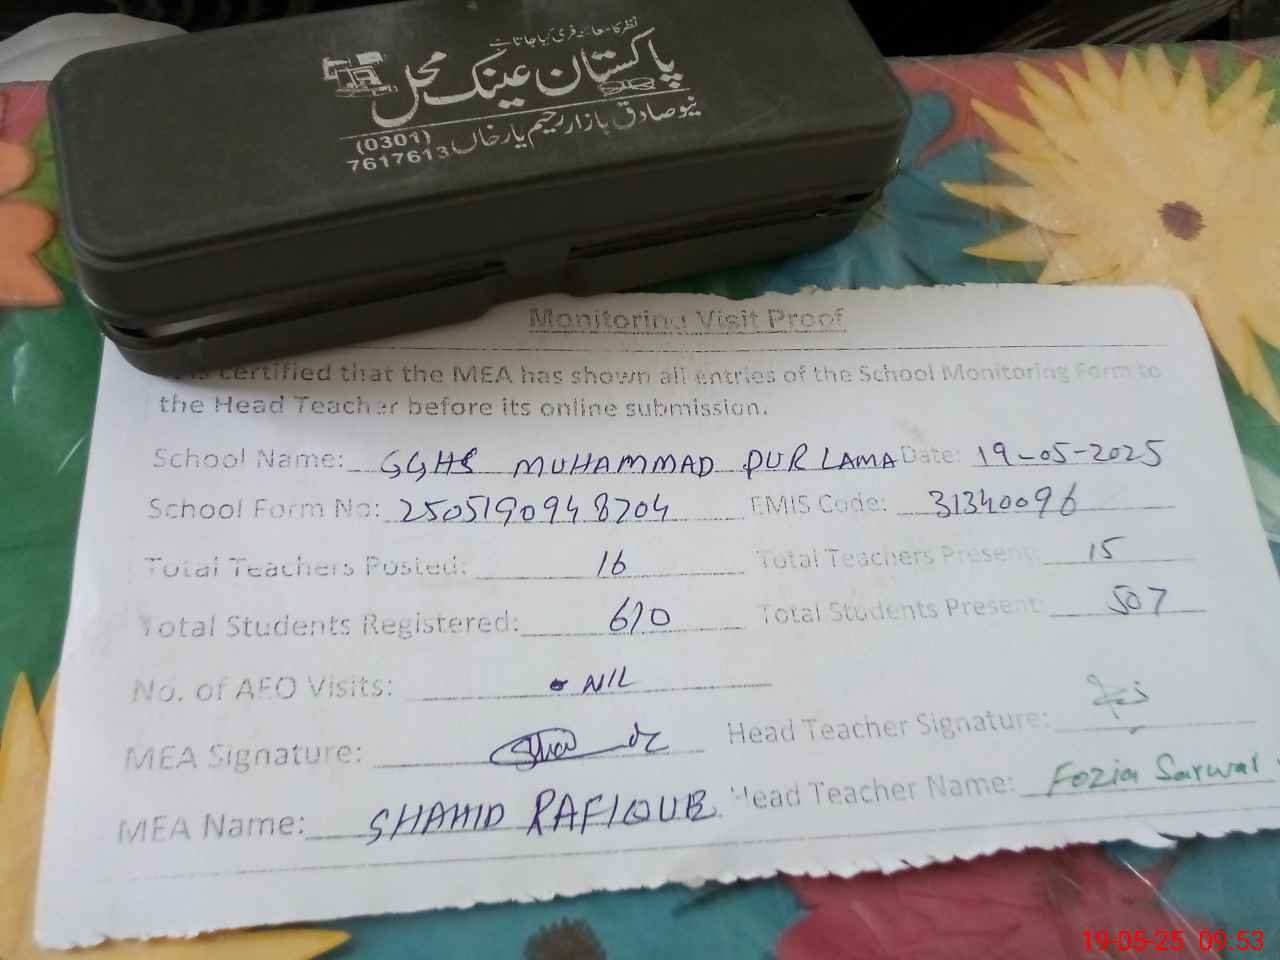 نظر کا معائنہ فری کیا جاتا ہے
پاکستان عینک محل
نیو صادق بازار رحیم یار خاں (0301) 7617613
Monitoring Visit Proof
is certified that the MEA has shown all entries of the School Monitoring Form to
the Head Teacher before its online submission.
School Name: GGHS MUHAMMAD PUR LAMA Date: 19-05-2025
School Form No: 2505190948704 EMIS Code: 31340096
Total Teachers Posted: 16 Total Teachers Present: 15
Total Students Registered: 610 Total Students Present: 507
No. of AEO Visits: NIL
MEA Signature: Head Teacher Signature:
MEA Name: SHAHID RAFIQUE Head Teacher Name: Fozia Sarwar
19-05-25 09:53